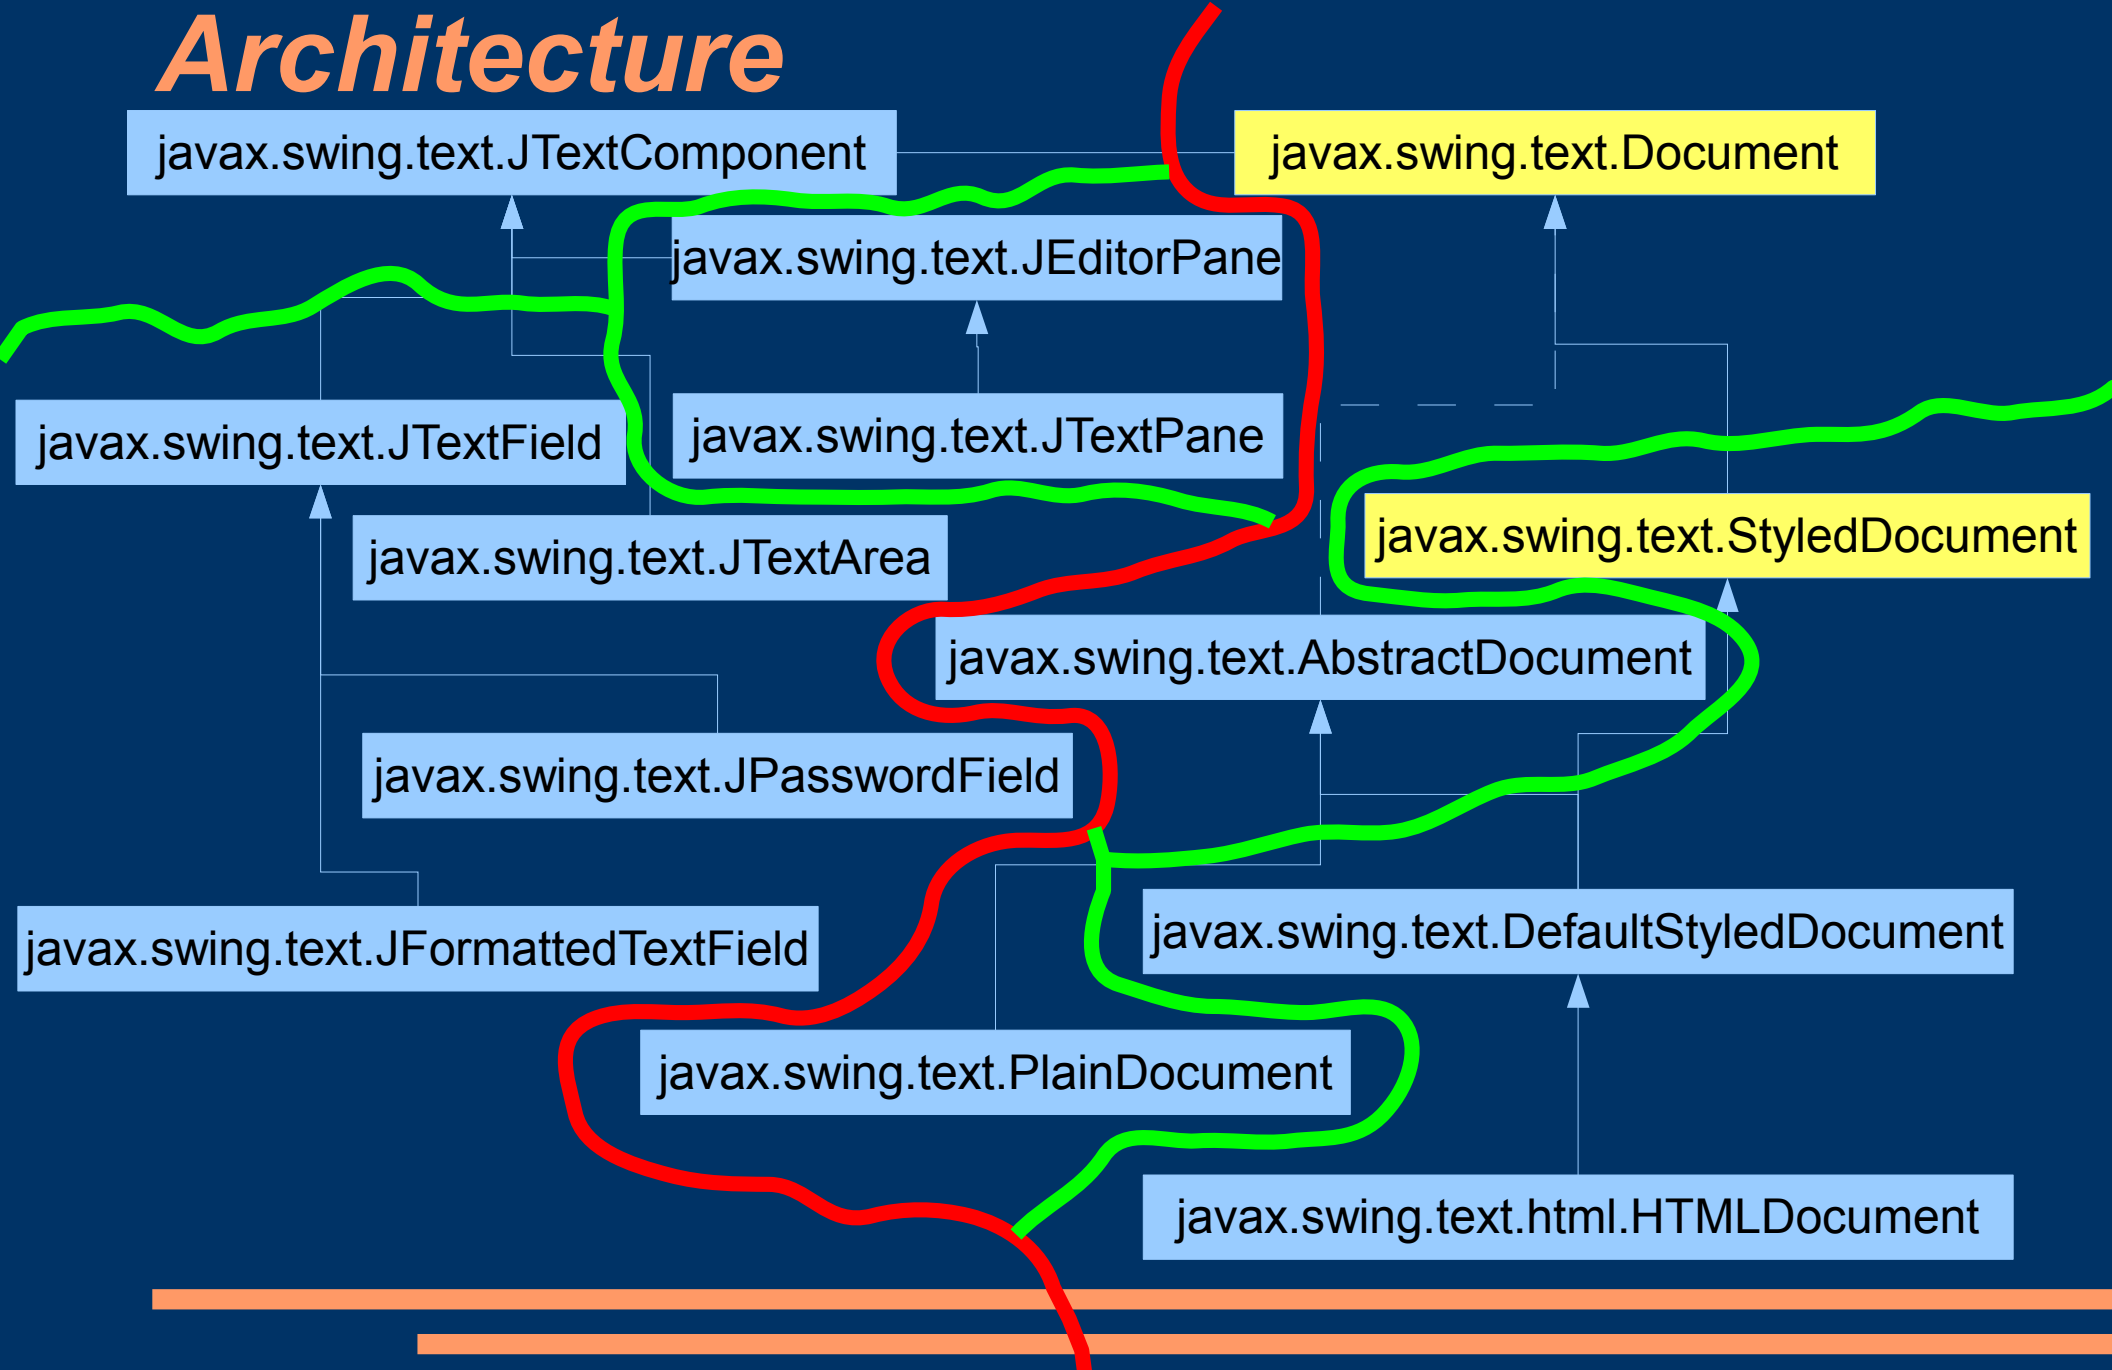 Architecture
javax.swing.text.JTextComponent
javax.swing.text.Document
javax.swing.text.JEditorPane
javax.swing.text.JTextField
javax.swing.text.JTextPane
javax.swing.text.StyledDocument
javax.swing.text.JTextArea
javax.swing.text.AbstractDocument
javax.swing.text.JPasswordField
javax.swing.text.JFormattedTextField
javax.swing.text.DefaultStyledDocument
javax.swing.text.PlainDocument
javax.swing.text.html.HTMLDocument